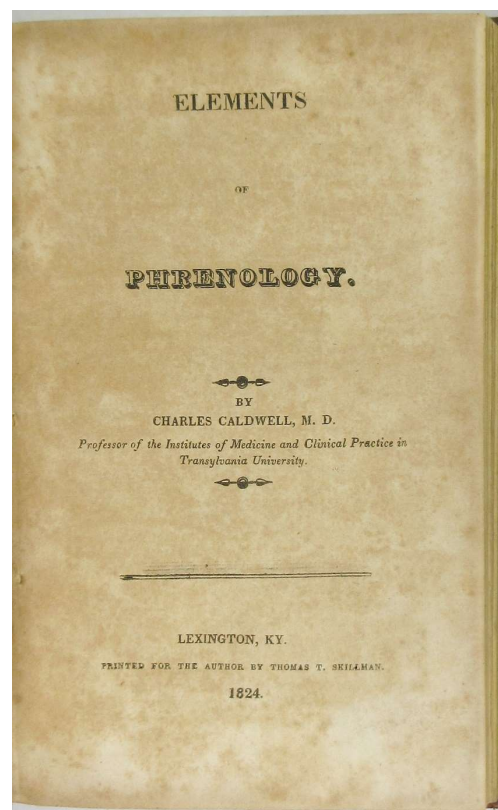 ELEMENTS
OF
PHRENOLOGY.
BY
CHARLES CALDWELL, M. D.
Professor of the Institutes of Medicine and Clinical Practice in
Transylvania University.
LEXINGTON, KY.
PRINTED FOR THE AUTHOR BY THOMAS T. SKILLMAN.
1824.